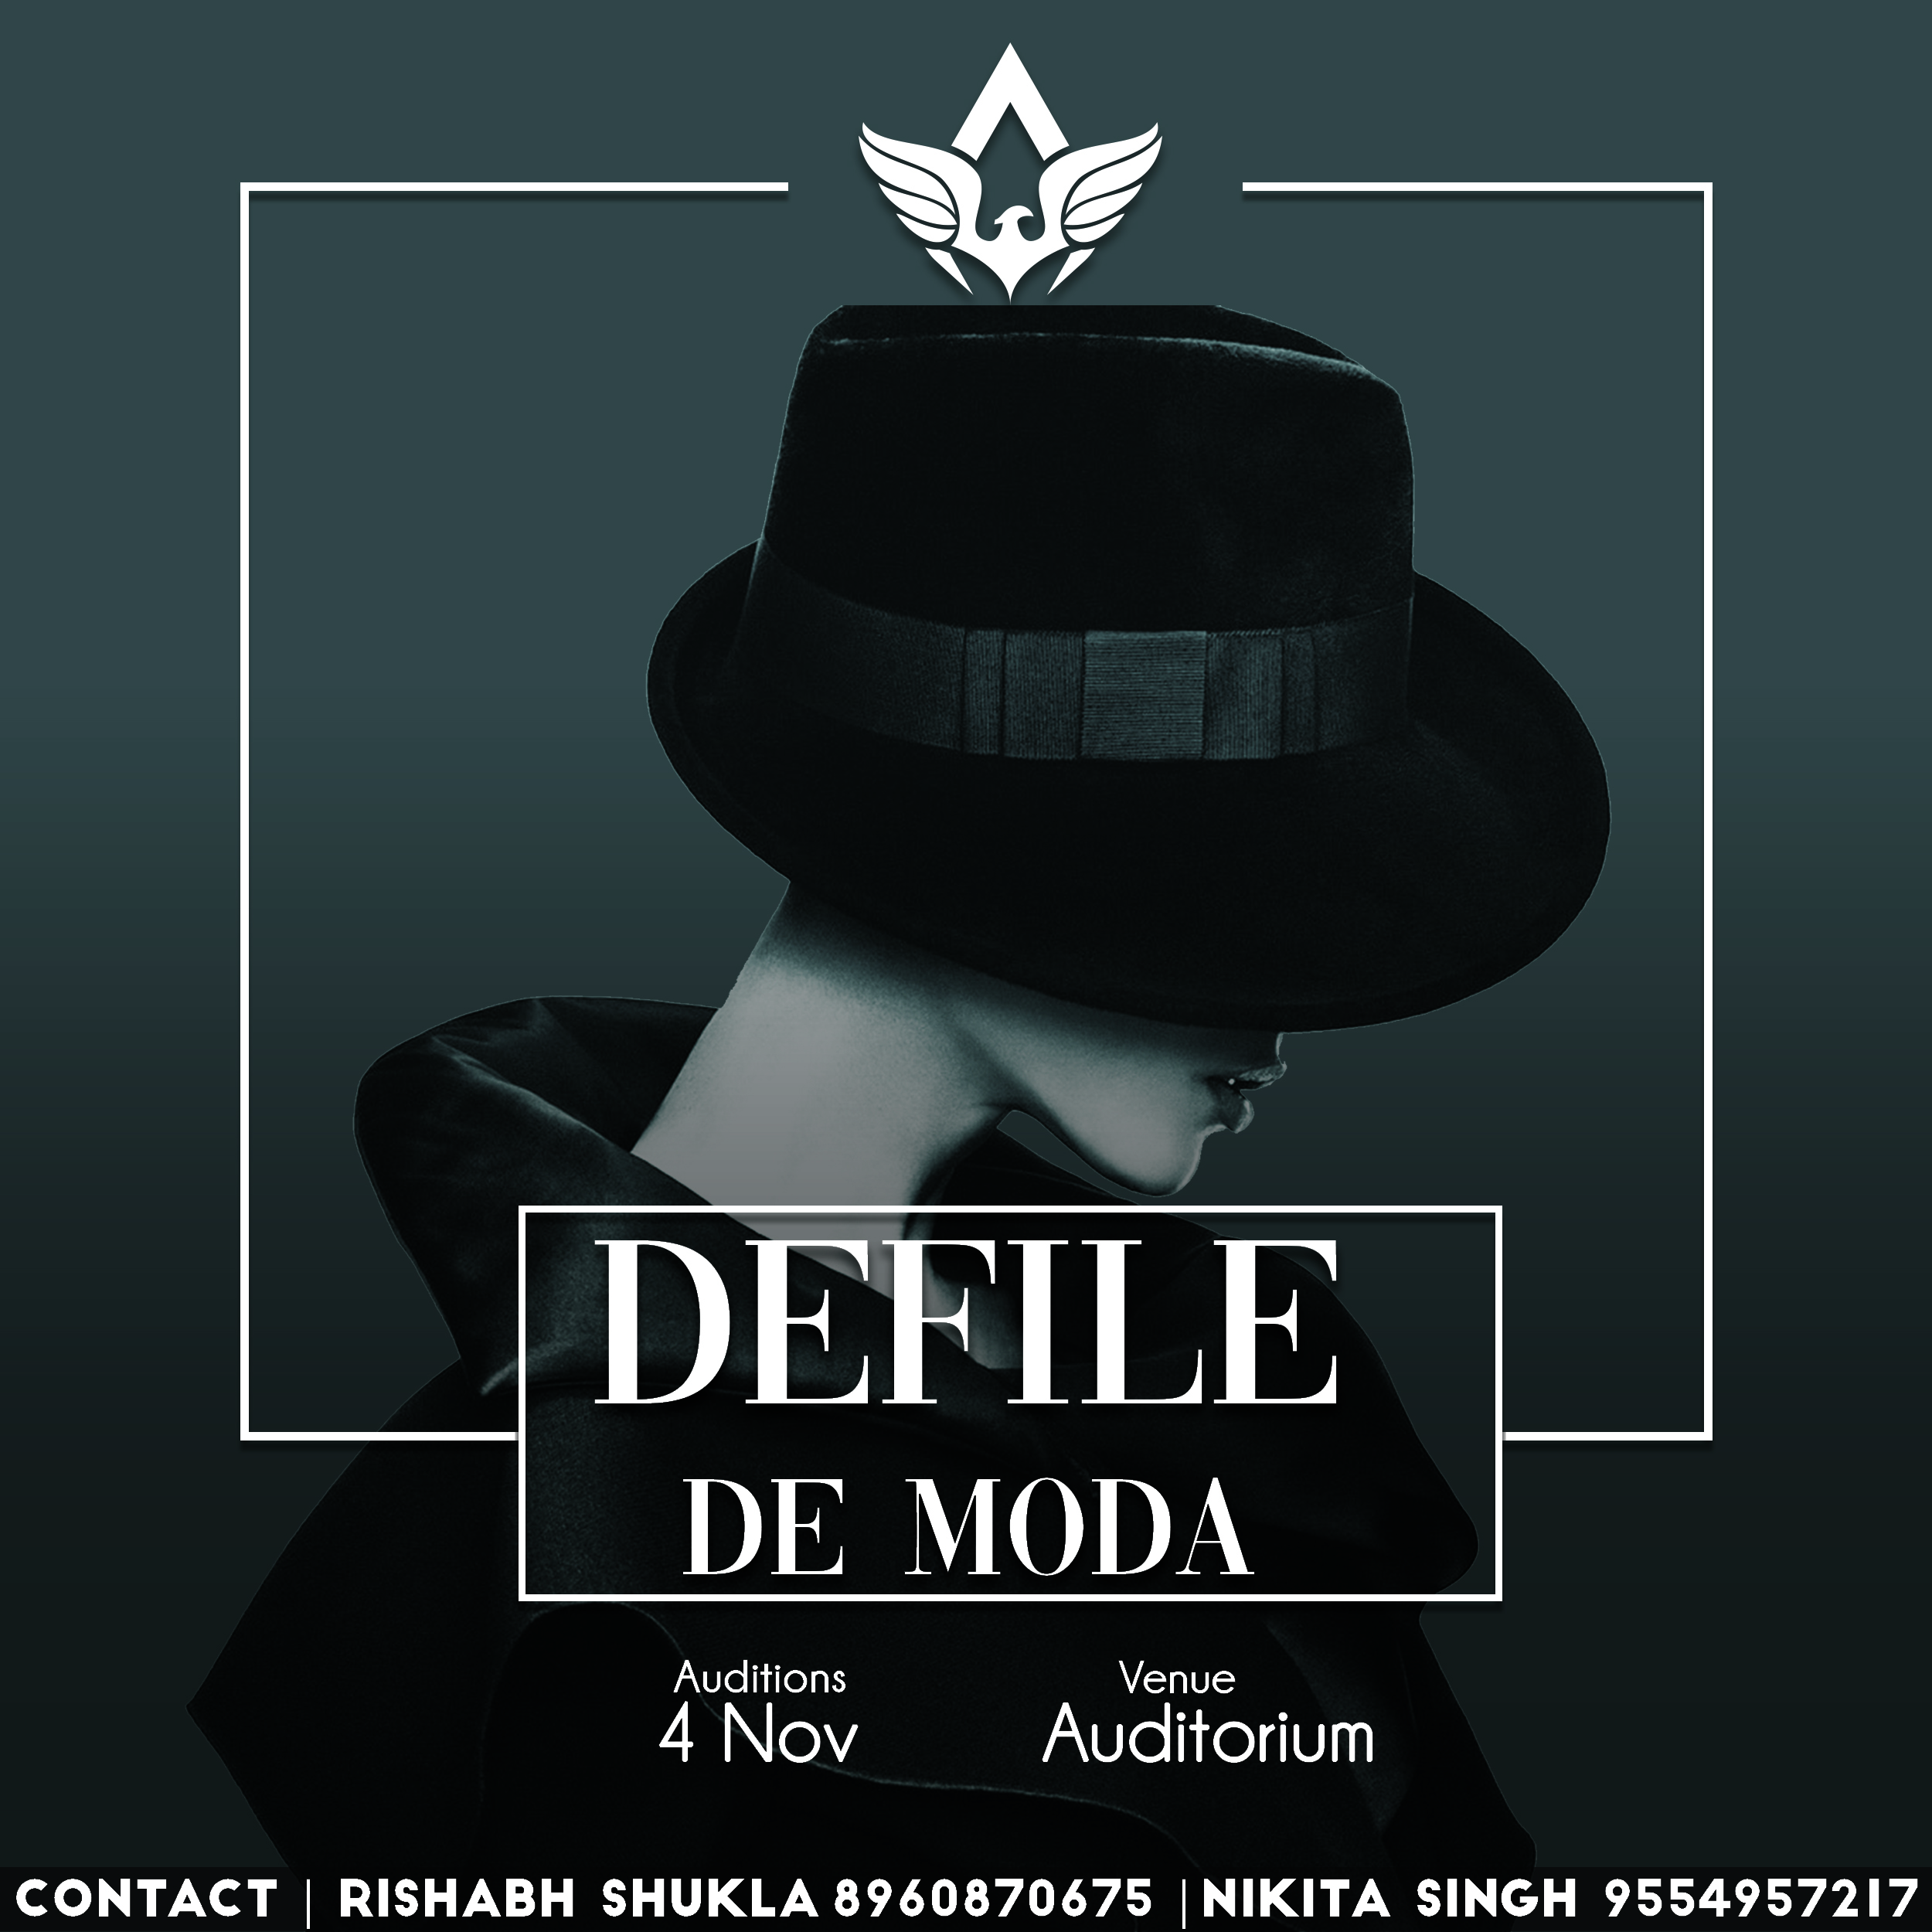 DEFILE
DE MODA
Auditions
4 Nov
Venue
Auditorium
CONTACT | RISHABH SHUKLA 8960870675 | NIKITA SINGH 9554957217